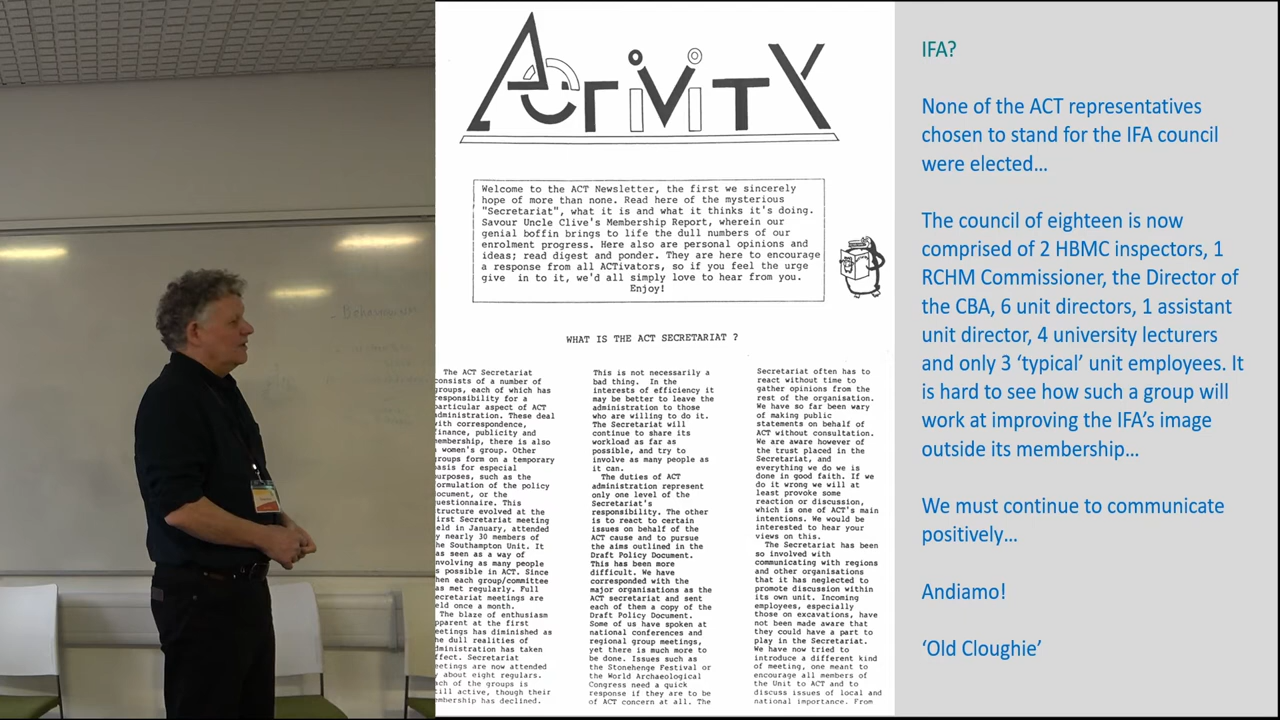 ACTiViTY
Welcome to the ACT Newsletter, the first we sincerely
hope of more than none. Read here of the mysterious
"Secretariat", what it is and what it thinks it's doing.
Savour Uncle Clive's Membership Report, wherein our
genial boffin brings to life the dull numbers of our
enrolment progress. Here also are personal opinions and
ideas; read digest and ponder. They are here to encourage
a response from all ACTivators, so if you feel the urge
give in to it, we'd all simply love to hear from you.
Enjoy!
WHAT IS THE ACT SECRETARIAT ?
The ACT Secretariat
consists of a number of
groups, each of which has
responsibility for a
particular aspect of ACT
administration. These deal
with correspondence,
finance, publicity and
membership, there is also
women's group. Other
groups form on a temporary
basis for especial
purposes, such as the
formulation of the policy
document, or the
questionnaire. This
structure evolved at the
first Secretariat meeting
held in January, attended
by nearly 30 members of
the Southampton Unit. It
was seen as a way of
involving as many people
as possible in ACT. Since
then each group/committee
has met regularly. Full
secretariat meetings are
held once a month.
The blaze of enthusiasm
apparent at the first
meetings has diminished as
the dull realities of
administration has taken
effect. Secretariat
meetings are now attended
by about eight regulars.
Each of the groups is
still active, though their
membership has declined.
This is not necessarily a
bad thing. In the
interests of efficiency it
may be better to leave the
administration to those
who are willing to do it.
The Secretariat will
continue to share its
workload as far as
possible, and try to
involve as many people as
it can.
The duties of ACT
administration represent
only one level of the
Secretariat's
responsibility. The other
is to react to certain
issues on behalf of the
ACT cause and to pursue
the aims outlined in the
Draft Policy Document.
This has been more
difficult. We have
corresponded with the
major organisations as the
ACT secretariat and sent
each of them a copy of the
Draft Policy Document.
Some of us have spoken at
national conferences and
regional group meetings,
yet there is much more to
be done. Issues such as
the Stonehenge Festival or
the World Archaeological
Congress need a quick
response if they are to be
of ACT concern at all. The
Secretariat often has to
react without time to
gather opinions from the
rest of the organisation.
We have so far been wary
of making public
statements on behalf of
ACT without consultation.
We are aware however of
the trust placed in the
Secretariat, and
everything we do we is
done in good faith. If we
do it wrong we will at
least provoke some
reaction or discussion,
which is one of ACT's main
intentions. We would be
interested to hear your
views on this.
The Secretariat has been
so involved with
communicating with regions
and other organisations
that it has neglected to
promote discussion within
its own unit. Incoming
employees, especially
those on excavations, have
not been made aware that
they could have a part to
play in the Secretariat.
We have now tried to
introduce a different kind
of meeting, one meant to
encourage all members of
the Unit to ACT and to
discuss issues of local and
national importance. From
IFA?
None of the ACT representatives
chosen to stand for the IFA council
were elected…
The council of eighteen is now
comprised of 2 HBMC inspectors, 1
RCHM Commissioner, the Director of
the CBA, 6 unit directors, 1 assistant
unit director, 4 university lecturers
and only 3 ‘typical’ unit employees. It
is hard to see how such a group will
work at improving the IFA’s image
outside its membership…
We must continue to communicate
positively…
Andiamo!
‘Old Cloughie’